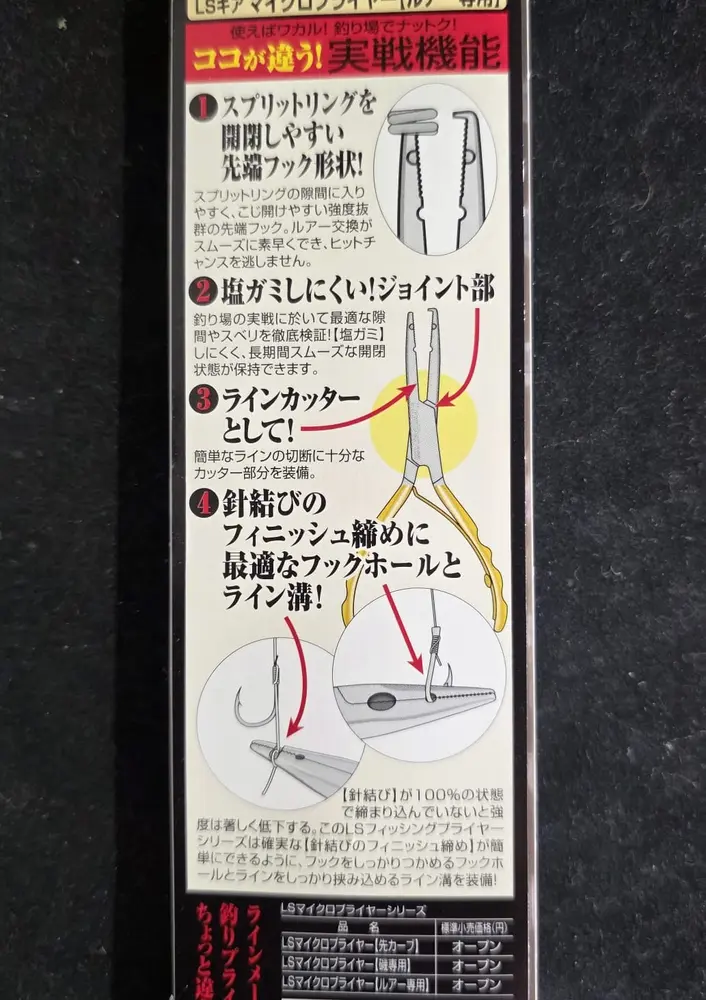 LSギア マイクロプライヤー【ルアー専用】
使えばワカル! 釣り場でナットク!
ココが違う! 実戦機能
1 スプリットリングを
開閉しやすい
先端フック形状!
スプリットリングの隙間に入り
やすく、こじ開けやすい強度抜
群の先端フック。ルアー交換が
スムーズに素早くでき、ヒットチ
ャンスを逃しません。
2 塩ガミしにくい!ジョイント部
釣り場の実戦に於いて最適な隙
間やスベリを徹底検証!【塩ガミ】
しにくく、長期間スムーズな開閉
状態が保持できます。
3 ラインカッター
として!
簡単なラインの切断に十分な
カッター部分を装備。
4 針結びの
フィニッシュ締めに
最適なフックホールと
ライン溝!
【針結び】が100%の状態
で締まり込んでいないと強
度は著しく低下する。このLSフィッシングプライヤー
シリーズは確実な【針結びのフィニッシュ締め】が簡
単にできるように、フックをしっかりつかめるフックホ
ールとラインをしっかり挟み込めるライン溝を装備!
ラインメー
釣りプライ
ちょっと違
LSマイクロプライヤーシリーズ
品名 標準小売価格(円)
LSマイクロプライヤー【先カーブ】 オープン
LSマイクロプライヤー【磯専用】 オープン
LSマイクロプライヤー【ルアー専用】 オープン